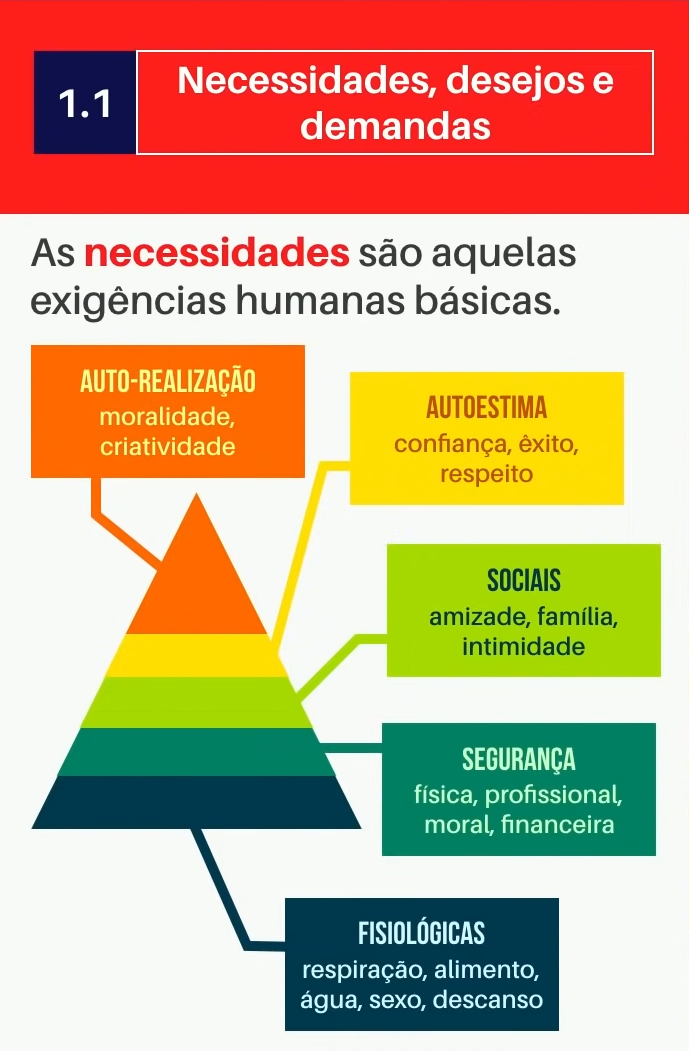 1.1
Necessidades, desejos e
demandas
As necessidades são aquelas
exigências humanas básicas.
AUTO-REALIZAÇÃO
moralidade,
criatividade
AUTOESTIMA
confiança, êxito,
respeito
SOCIAIS
amizade, família,
intimidade
SEGURANÇA
física, profissional,
moral, financeira
FISIOLÓGICAS
respiração, alimento,
água, sexo, descanso